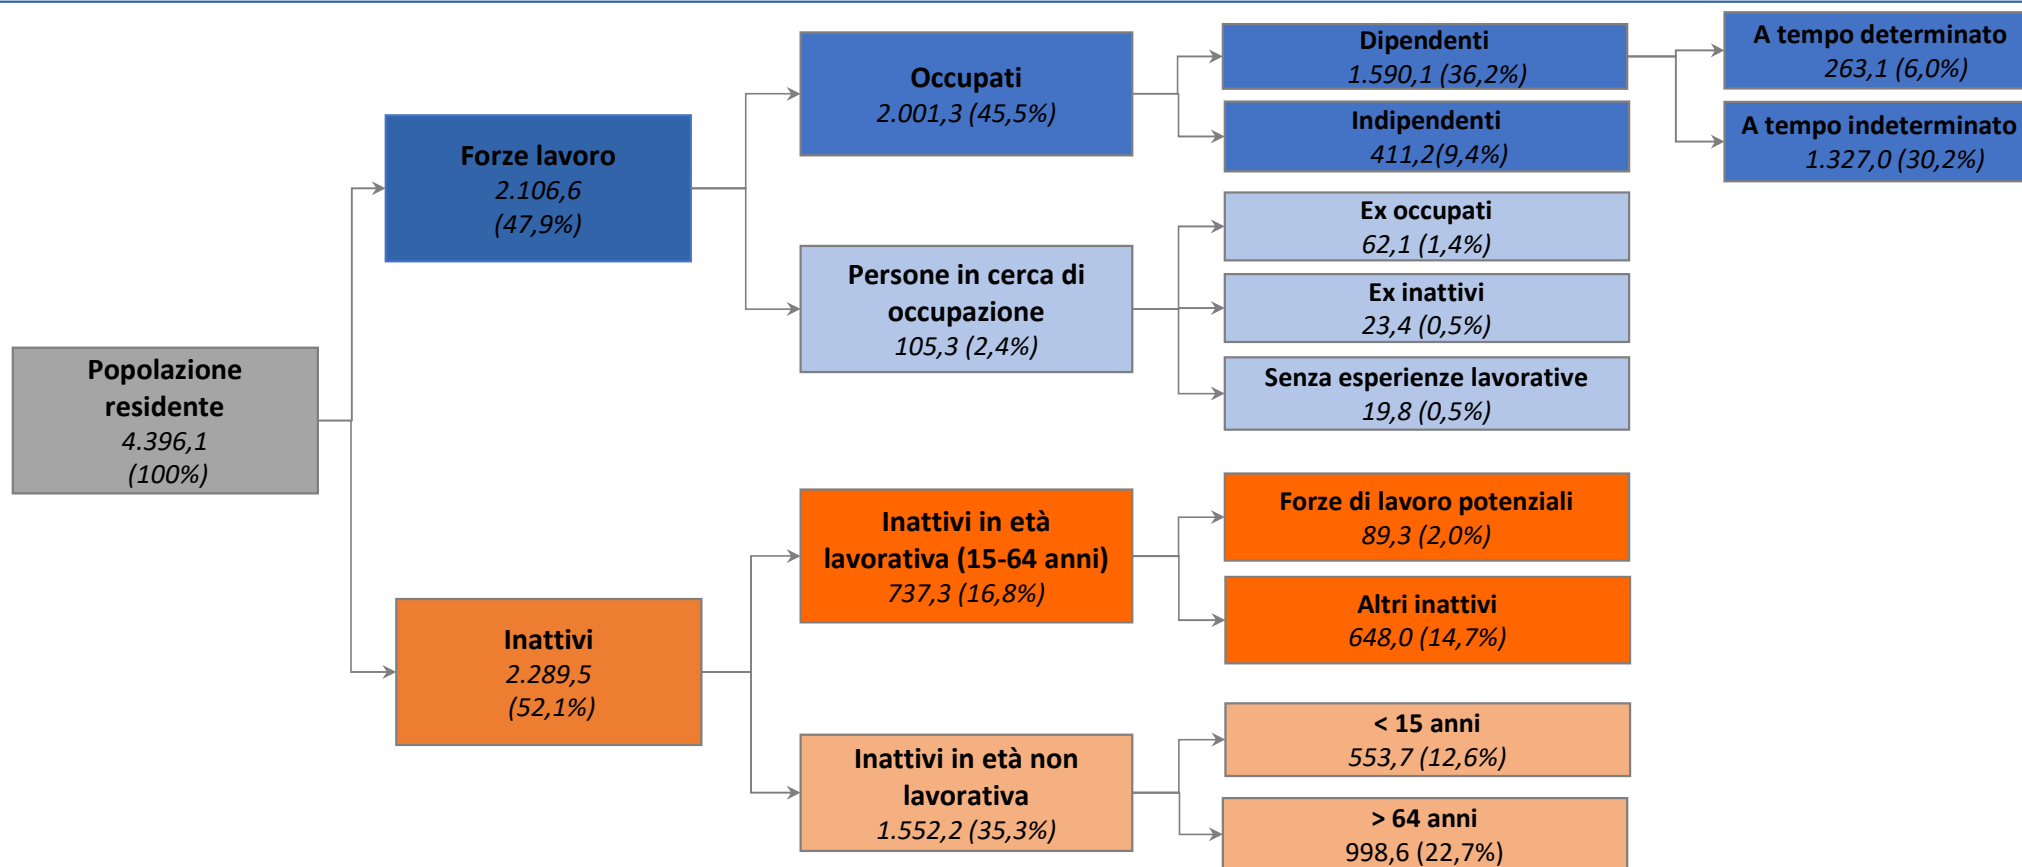 Popolazione
residente
4.396,1
(100%)
Forze lavoro
2.106,6
(47,9%)
Inattivi
2.289,5
(52,1%)
Occupati
2.001,3 (45,5%)
Persone in cerca di
occupazione
105,3 (2,4%)
Inattivi in età
lavorativa (15-64 anni)
737,3 (16,8%)
Inattivi in età non
lavorativa
1.552,2 (35,3%)
Dipendenti
1.590,1 (36,2%)
Indipendenti
411,2(9,4%)
Ex occupati
62,1 (1,4%)
Ex inattivi
23,4 (0,5%)
Senza esperienze lavorative
19,8 (0,5%)
Forze di lavoro potenziali
89,3 (2,0%)
Altri inattivi
648,0 (14,7%)
< 15 anni
553,7 (12,6%)
> 64 anni
998,6 (22,7%)
A tempo determinato
263,1 (6,0%)
A tempo indeterminato
1.327,0 (30,2%)